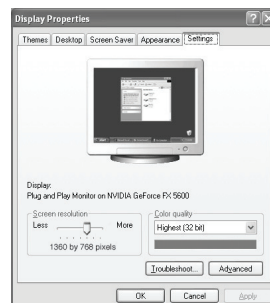 Display Properties
Themes
Desktop
Screen Saver
Appearance
Settings
Display:
Plug and Play Monitor on NVIDIA GeForce FX 5600
Screen resolution
Less
More
1360 by 768 pixels
Color quality
Highest (32 bit)
Troubleshoot...
Advanced
OK
Cancel
Apply